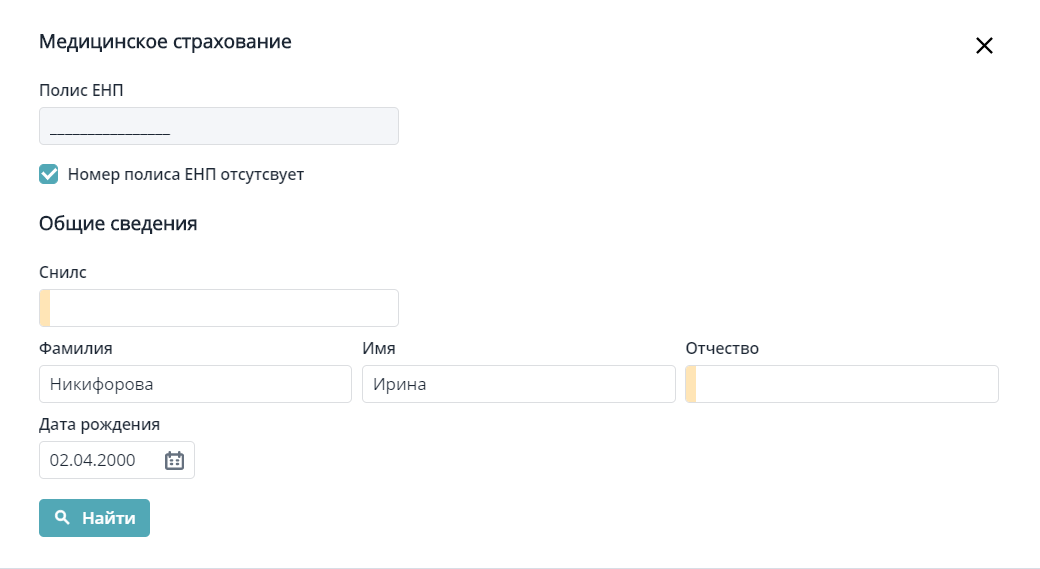 Медицинское страхование
Полис ЕНП
________________
Номер полиса ЕНП отсутсвует
Общие сведения
Снилс
Фамилия Имя Отчество
Никифорова Ирина
Дата рождения
02.04.2000
Найти